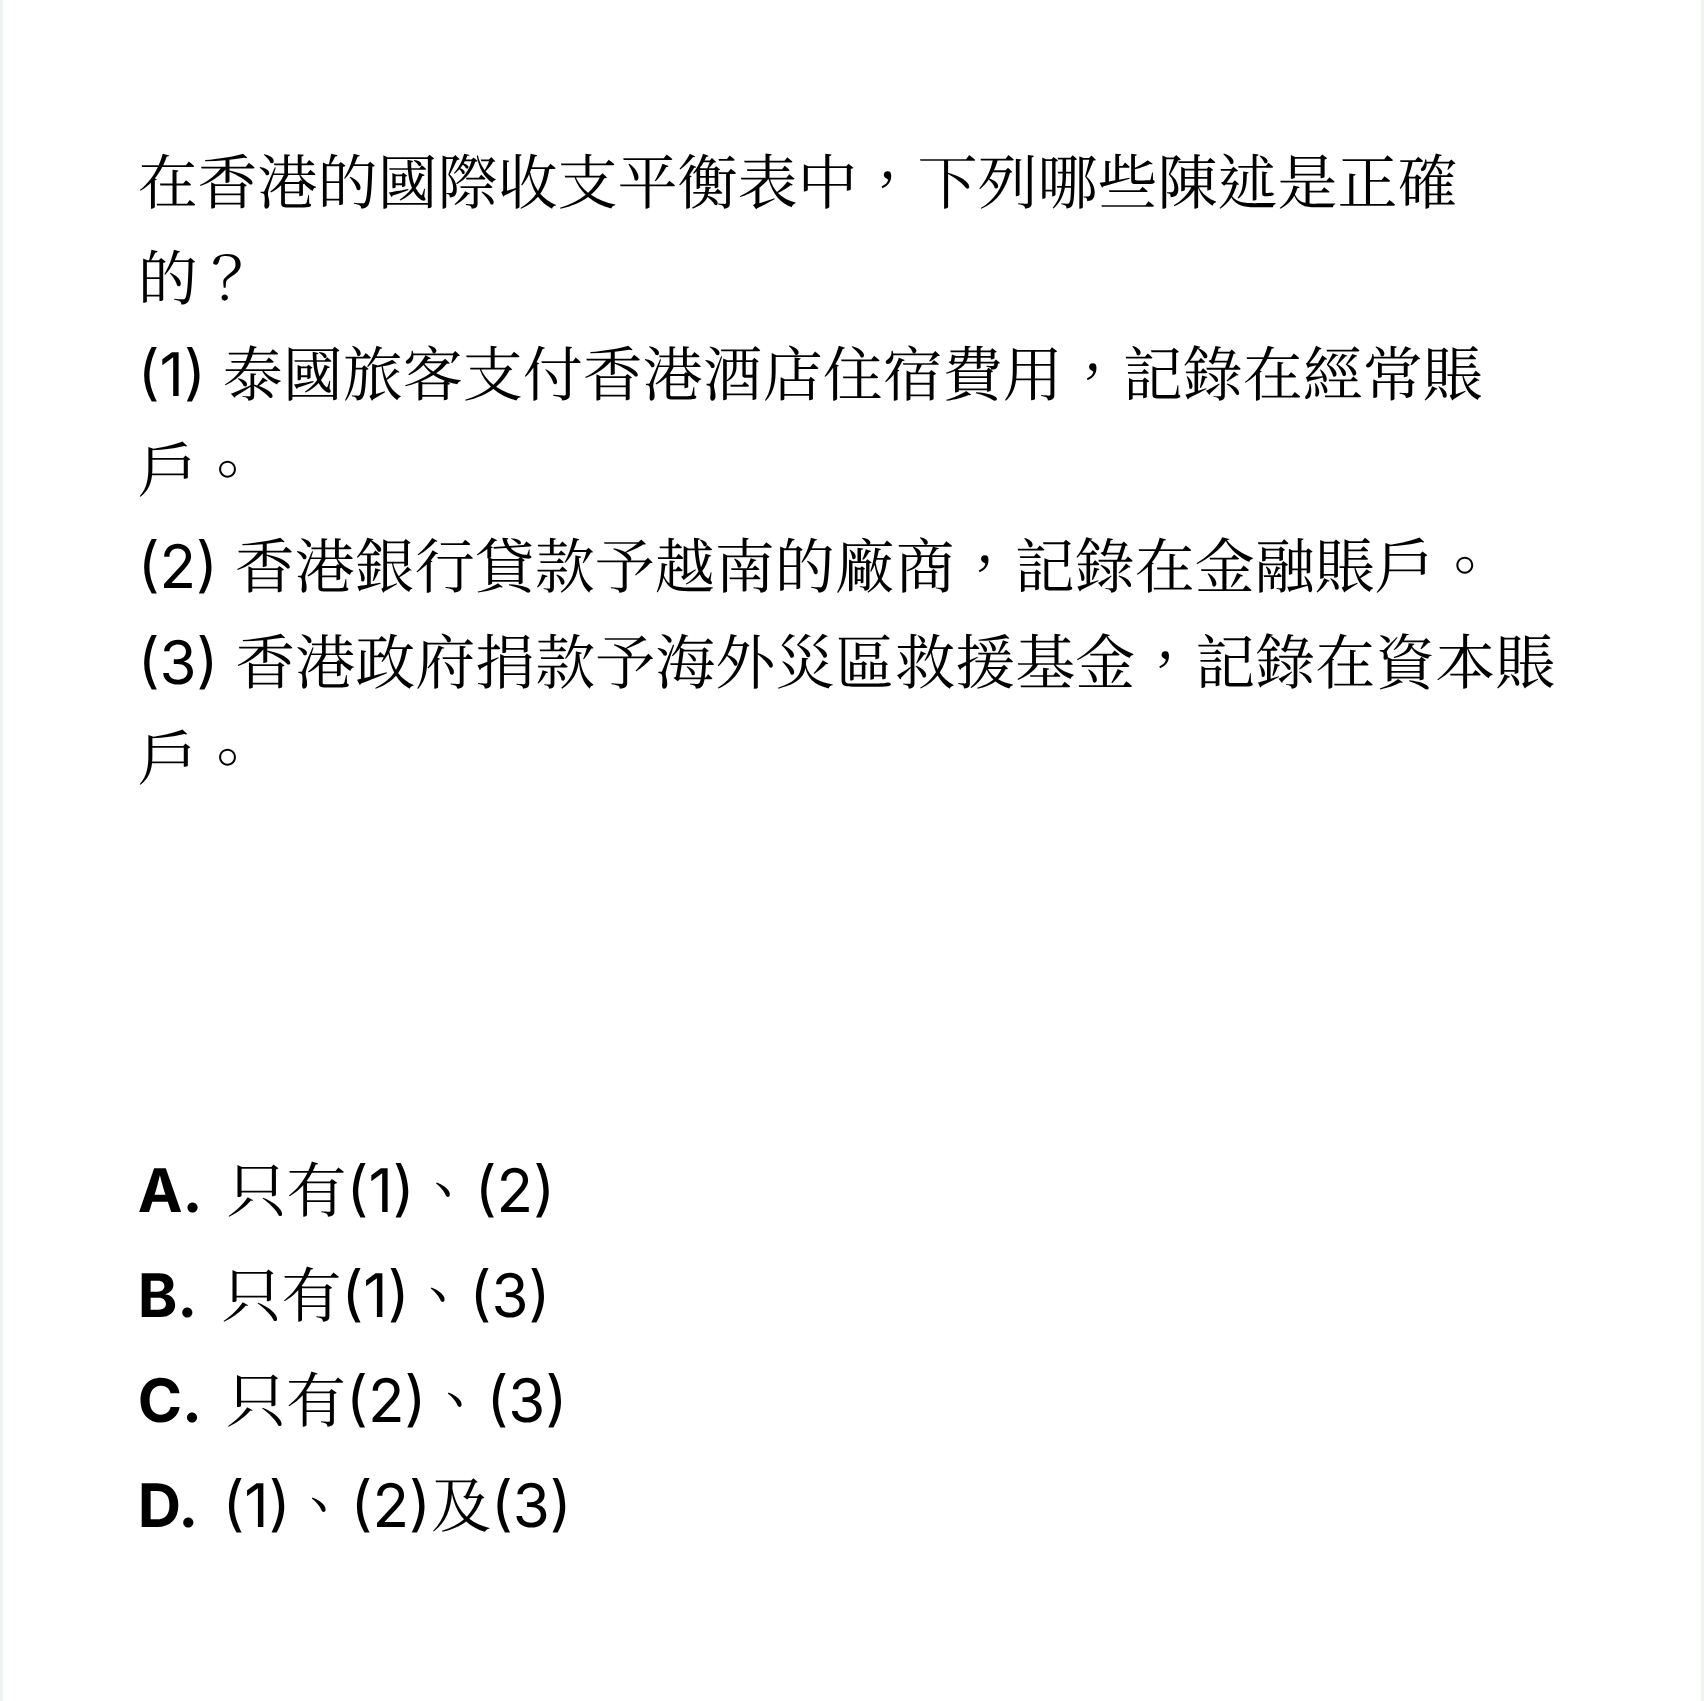 在香港的國際收支平衡表中，下列哪些陳述是正確
的？
(1) 泰國旅客支付香港酒店住宿費用，記錄在經常賬
戶。
(2) 香港銀行貸款予越南的廠商，記錄在金融賬戶。
(3) 香港政府捐款予海外災區救援基金，記錄在資本賬
戶。
A. 只有(1)、(2)
B. 只有(1)、(3)
C. 只有(2)、(3)
D. (1)、(2)及(3)